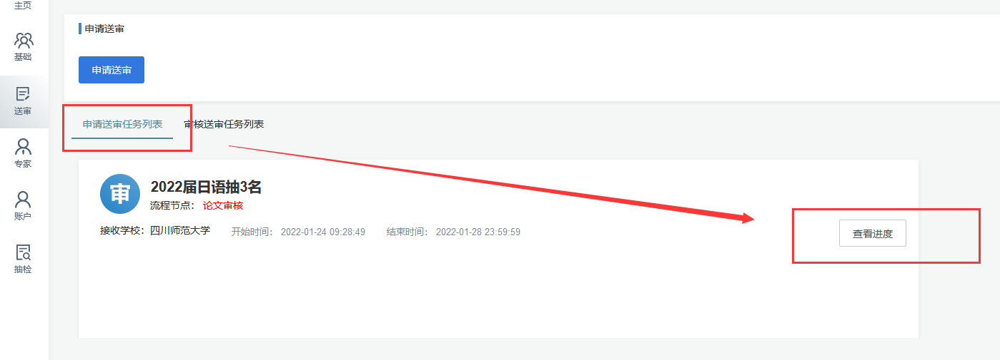 主页
基础
送审
专家
账户
抽检
申请送审
申请送审
申请送审任务列表 审核送审任务列表
审
2022届日语抽3名
流程节点： 论文审核
接收学校：四川师范大学 开始时间： 2022-01-24 09:28:49 结束时间： 2022-01-28 23:59:59
查看进度